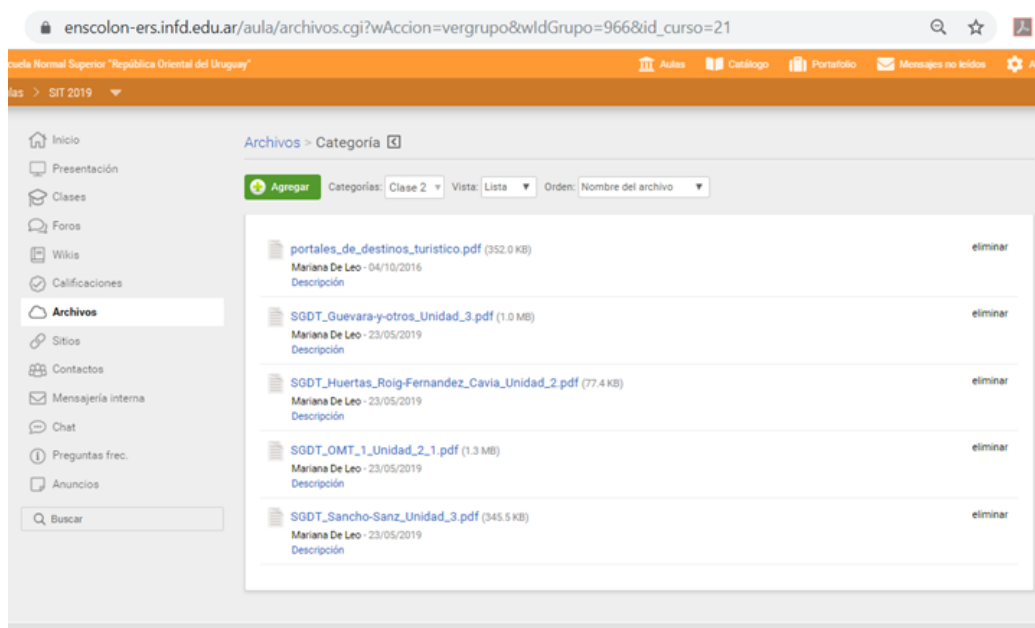 enscolon-ers.infd.edu.ar/aula/archivos.cgi?wAccion=vergrupo&wIdGrupo=966&id_curso=21
cuela Normal Superior "República Oriental del Uruguay"
Aulas
Catálogo
Portafolio
Mensajes no leídos
A
las > SIT 2019
Inicio
Presentación
Clases
Foros
Wikis
Calificaciones
Archivos
Sitios
Contactos
Mensajería interna
Chat
Preguntas frec.
Anuncios
Buscar
Archivos > Categoría
Agregar Categorías: Clase 2 Vista: Lista Orden: Nombre del archivo
portales_de_destinos_turistico.pdf (352.0 KB) eliminar
Mariana De Leo - 04/10/2016
Descripción
SGDT_Guevara-y-otros_Unidad_3.pdf (1.0 MB) eliminar
Mariana De Leo - 23/05/2019
Descripción
SGDT_Huertas_Roig-Fernandez_Cavia_Unidad_2.pdf (77.4 KB) eliminar
Mariana De Leo - 23/05/2019
Descripción
SGDT_OMT_1_Unidad_2_1.pdf (1.3 MB) eliminar
Mariana De Leo - 23/05/2019
Descripción
SGDT_Sancho-Sanz_Unidad_3.pdf (345.5 KB) eliminar
Mariana De Leo - 23/05/2019
Descripción